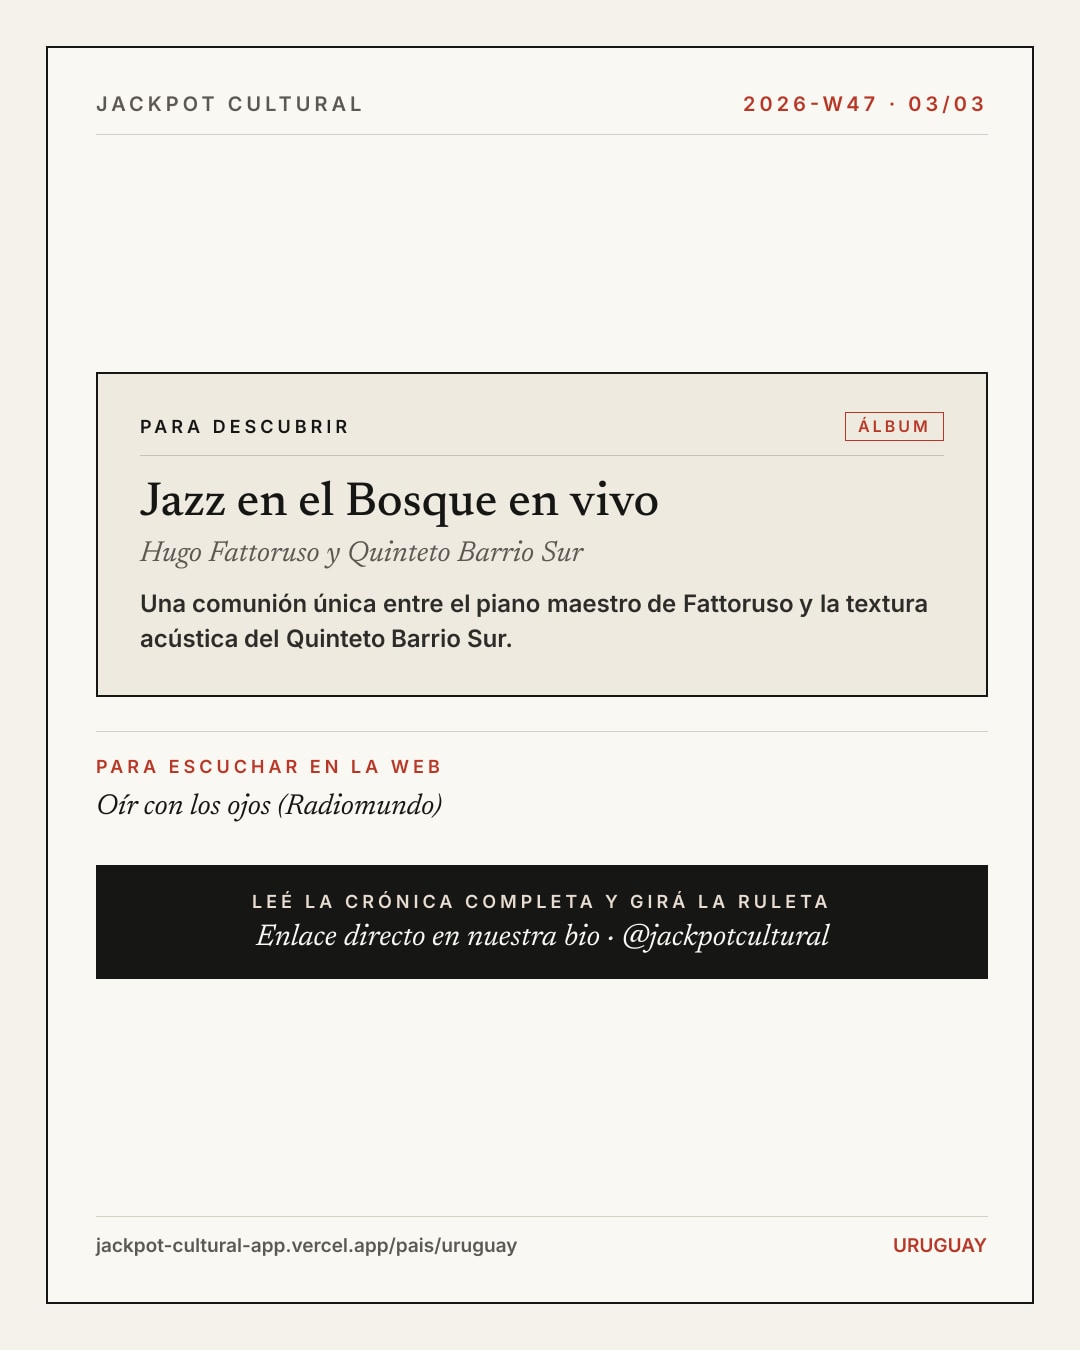 JACKPOT CULTURAL
2026-W47 · 03/03
PARA DESCUBRIR
ÁLBUM
Jazz en el Bosque en vivo
Hugo Fattoruso y Quinteto Barrio Sur
Una comunión única entre el piano maestro de Fattoruso y la textura
acústica del Quinteto Barrio Sur.
PARA ESCUCHAR EN LA WEB
Oír con los ojos (Radiomundo)
LEÉ LA CRÓNICA COMPLETA Y GIRÁ LA RULETA
Enlace directo en nuestra bio · @jackpotcultural
jackpot-cultural-app.vercel.app/pais/uruguay
URUGUAY